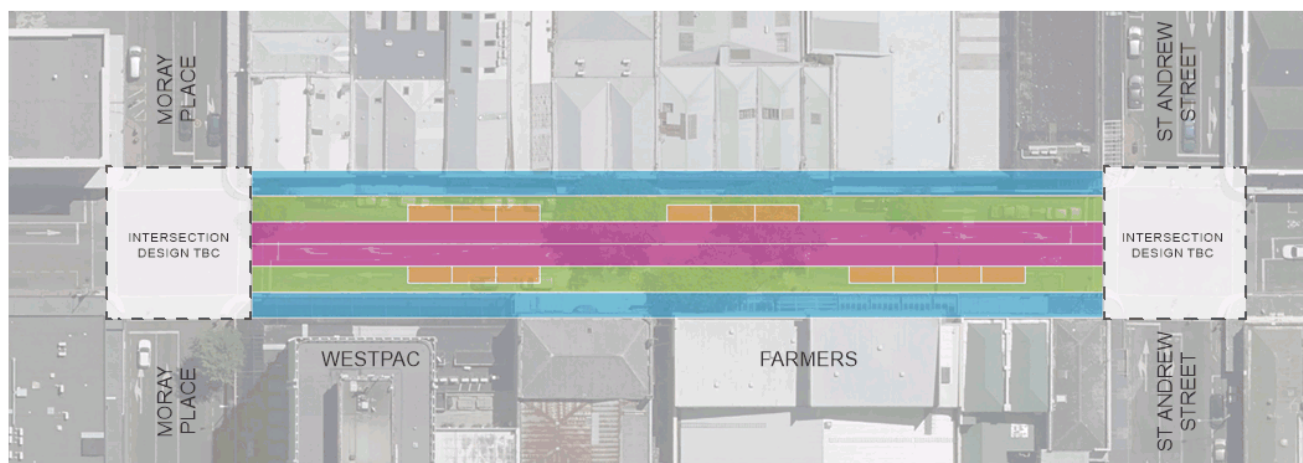 MORAY
PLACE
ST ANDREW
STREET
INTERSECTION
DESIGN TBC
INTERSECTION
DESIGN TBC
WESTPAC
FARMERS
MORAY
PLACE
ST ANDREW
STREET